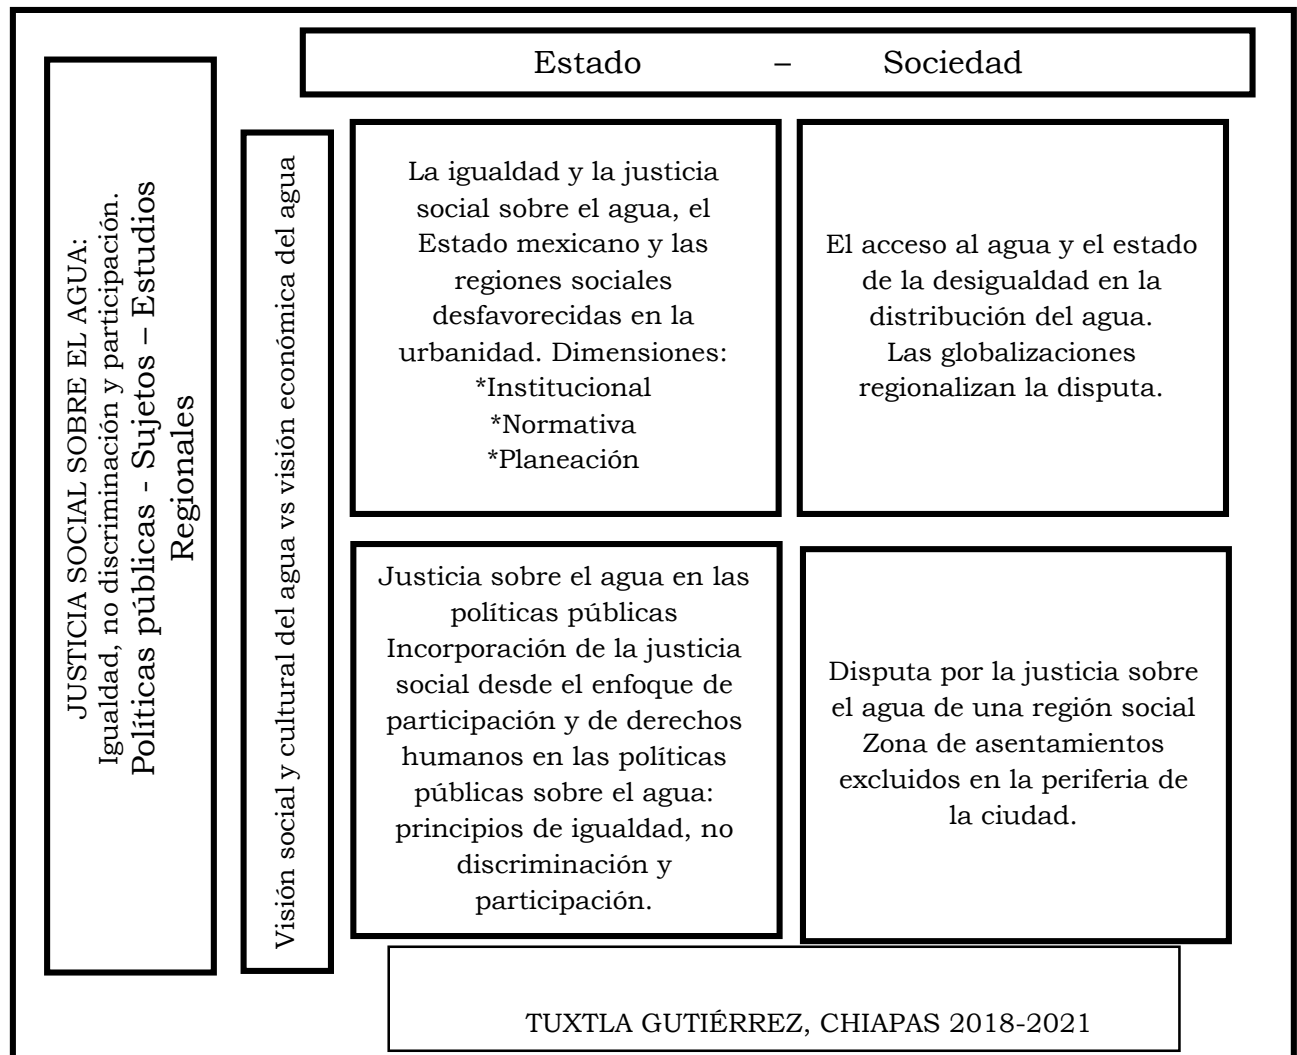 Estado – Sociedad
JUSTICIA SOCIAL SOBRE EL AGUA:
Igualdad, no discriminación y participación.
Políticas públicas - Sujetos – Estudios
Regionales
Visión social y cultural del agua vs visión económica del agua
La igualdad y la justicia
social sobre el agua, el
Estado mexicano y las
regiones sociales
desfavorecidas en la
urbanidad. Dimensiones:
*Institucional
*Normativa
*Planeación
El acceso al agua y el estado
de la desigualdad en la
distribución del agua.
Las globalizaciones
regionalizan la disputa.
Justicia sobre el agua en las
políticas públicas
Incorporación de la justicia
social desde el enfoque de
participación y de derechos
humanos en las políticas
públicas sobre el agua:
principios de igualdad, no
discriminación y
participación.
Disputa por la justicia sobre
el agua de una región social
Zona de asentamientos
excluidos en la periferia de
la ciudad.
TUXTLA GUTIÉRREZ, CHIAPAS 2018-2021